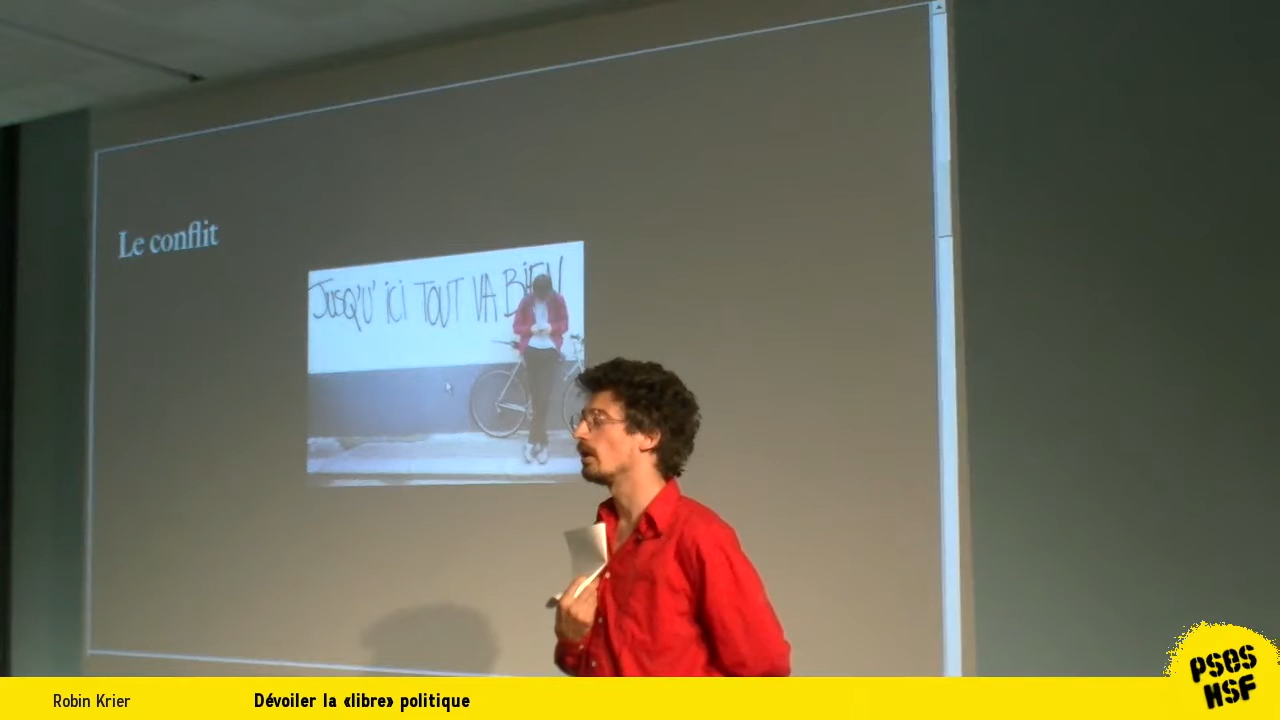 Le conflit
JUSQU'ICI TOUT VA BIEN
Robin Krier
Dévoiler la «libre» politique
PSES
HSF